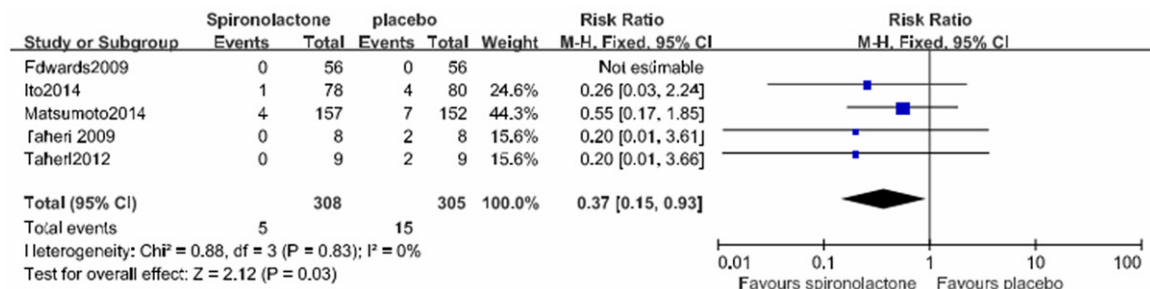 Spironolactone placebo Risk Ratio Risk Ratio
Study or Subgroup Events Total Events Total Weight M-H, Fixed, 95% CI M-H, Fixed, 95% CI
Fdwards2009 0 56 0 56 Not estimable
Ito2014 1 78 4 80 24.6% 0.26 [0.03, 2.24]
Matsumoto2014 4 157 7 152 44.3% 0.55 [0.17, 1.85]
Taheri 2009 0 8 2 8 15.6% 0.20 [0.01, 3.61]
Taherl2012 0 9 2 9 15.6% 0.20 [0.01, 3.66]
Total (95% CI) 308 305 100.0% 0.37 [0.15, 0.93]
Total events 5 15
Heterogeneity: Chi² = 0.88, df = 3 (P = 0.83); I² = 0%
Test for overall effect: Z = 2.12 (P = 0.03)
0.01 0.1 1 10 100
Favours spironolactone Favours placebo